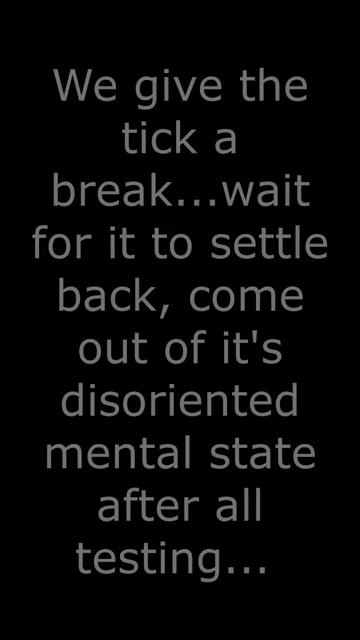 We give the
tick a
break...wait
for it to settle
back, come
out of it's
disoriented
mental state
after all
testing...